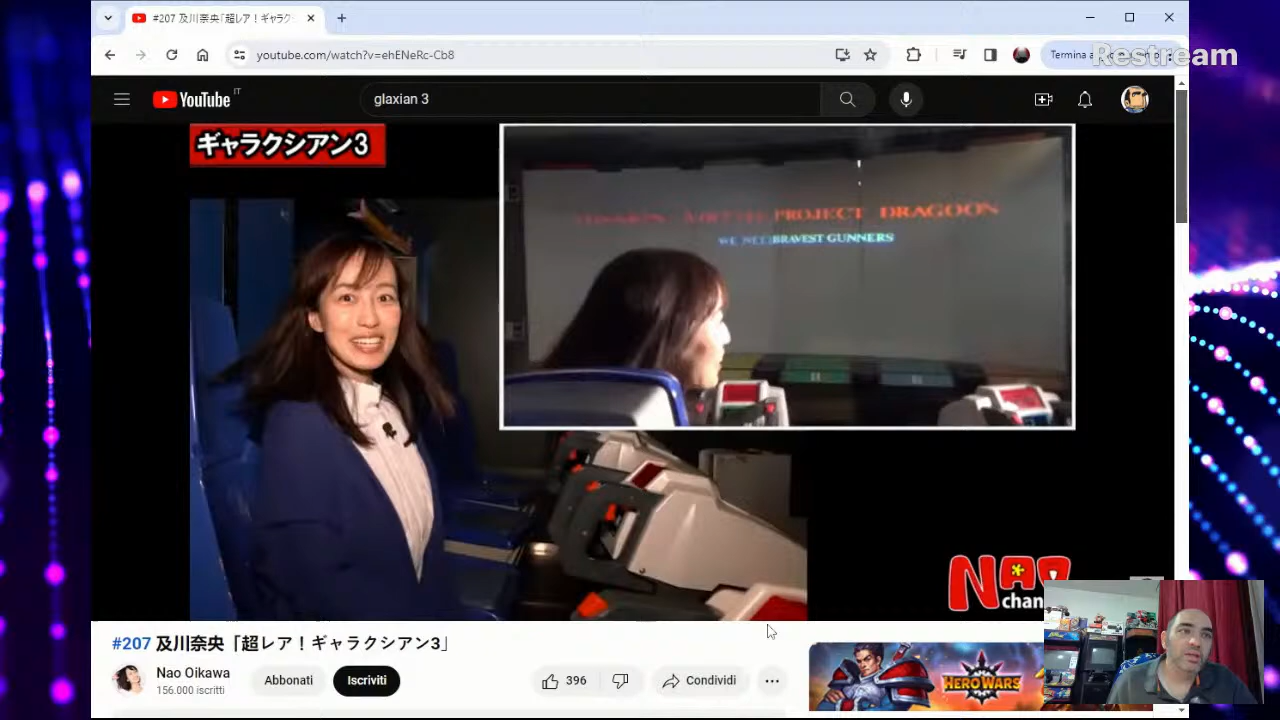 #207 及川奈央「超レア！ギャラク
youtube.com/watch?v=ehENeRc-Cb8
Termina a
Restream
YouTube IT
glaxian 3
ギャラクシアン3
PROJECT DRAGOON
WE NEED BRAVEST GUNNERS
NAO
chan
#207 及川奈央「超レア！ギャラクシアン3」
Nao Oikawa
156.000 iscritti
Abbonati
Iscriviti
396
Condividi
HERO WARS